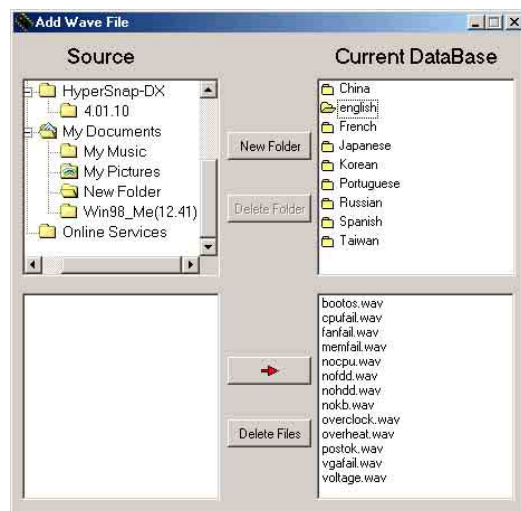 Add Wave File
Source
Current DataBase
HyperSnap-DX
4.01.10
My Documents
My Music
My Pictures
New Folder
Win98_Me(12.41)
Online Services
New Folder
Delete Folder
China
english
French
Japanese
Korean
Portuguese
Russian
Spanish
Taiwan
Delete Files
bootos.wav
cpufail.wav
fanfail.wav
memfail.wav
nocpu.wav
nofdd.wav
nohdd.wav
nokb.wav
overclock.wav
overheat.wav
postok.wav
vgafail.wav
voltage.wav